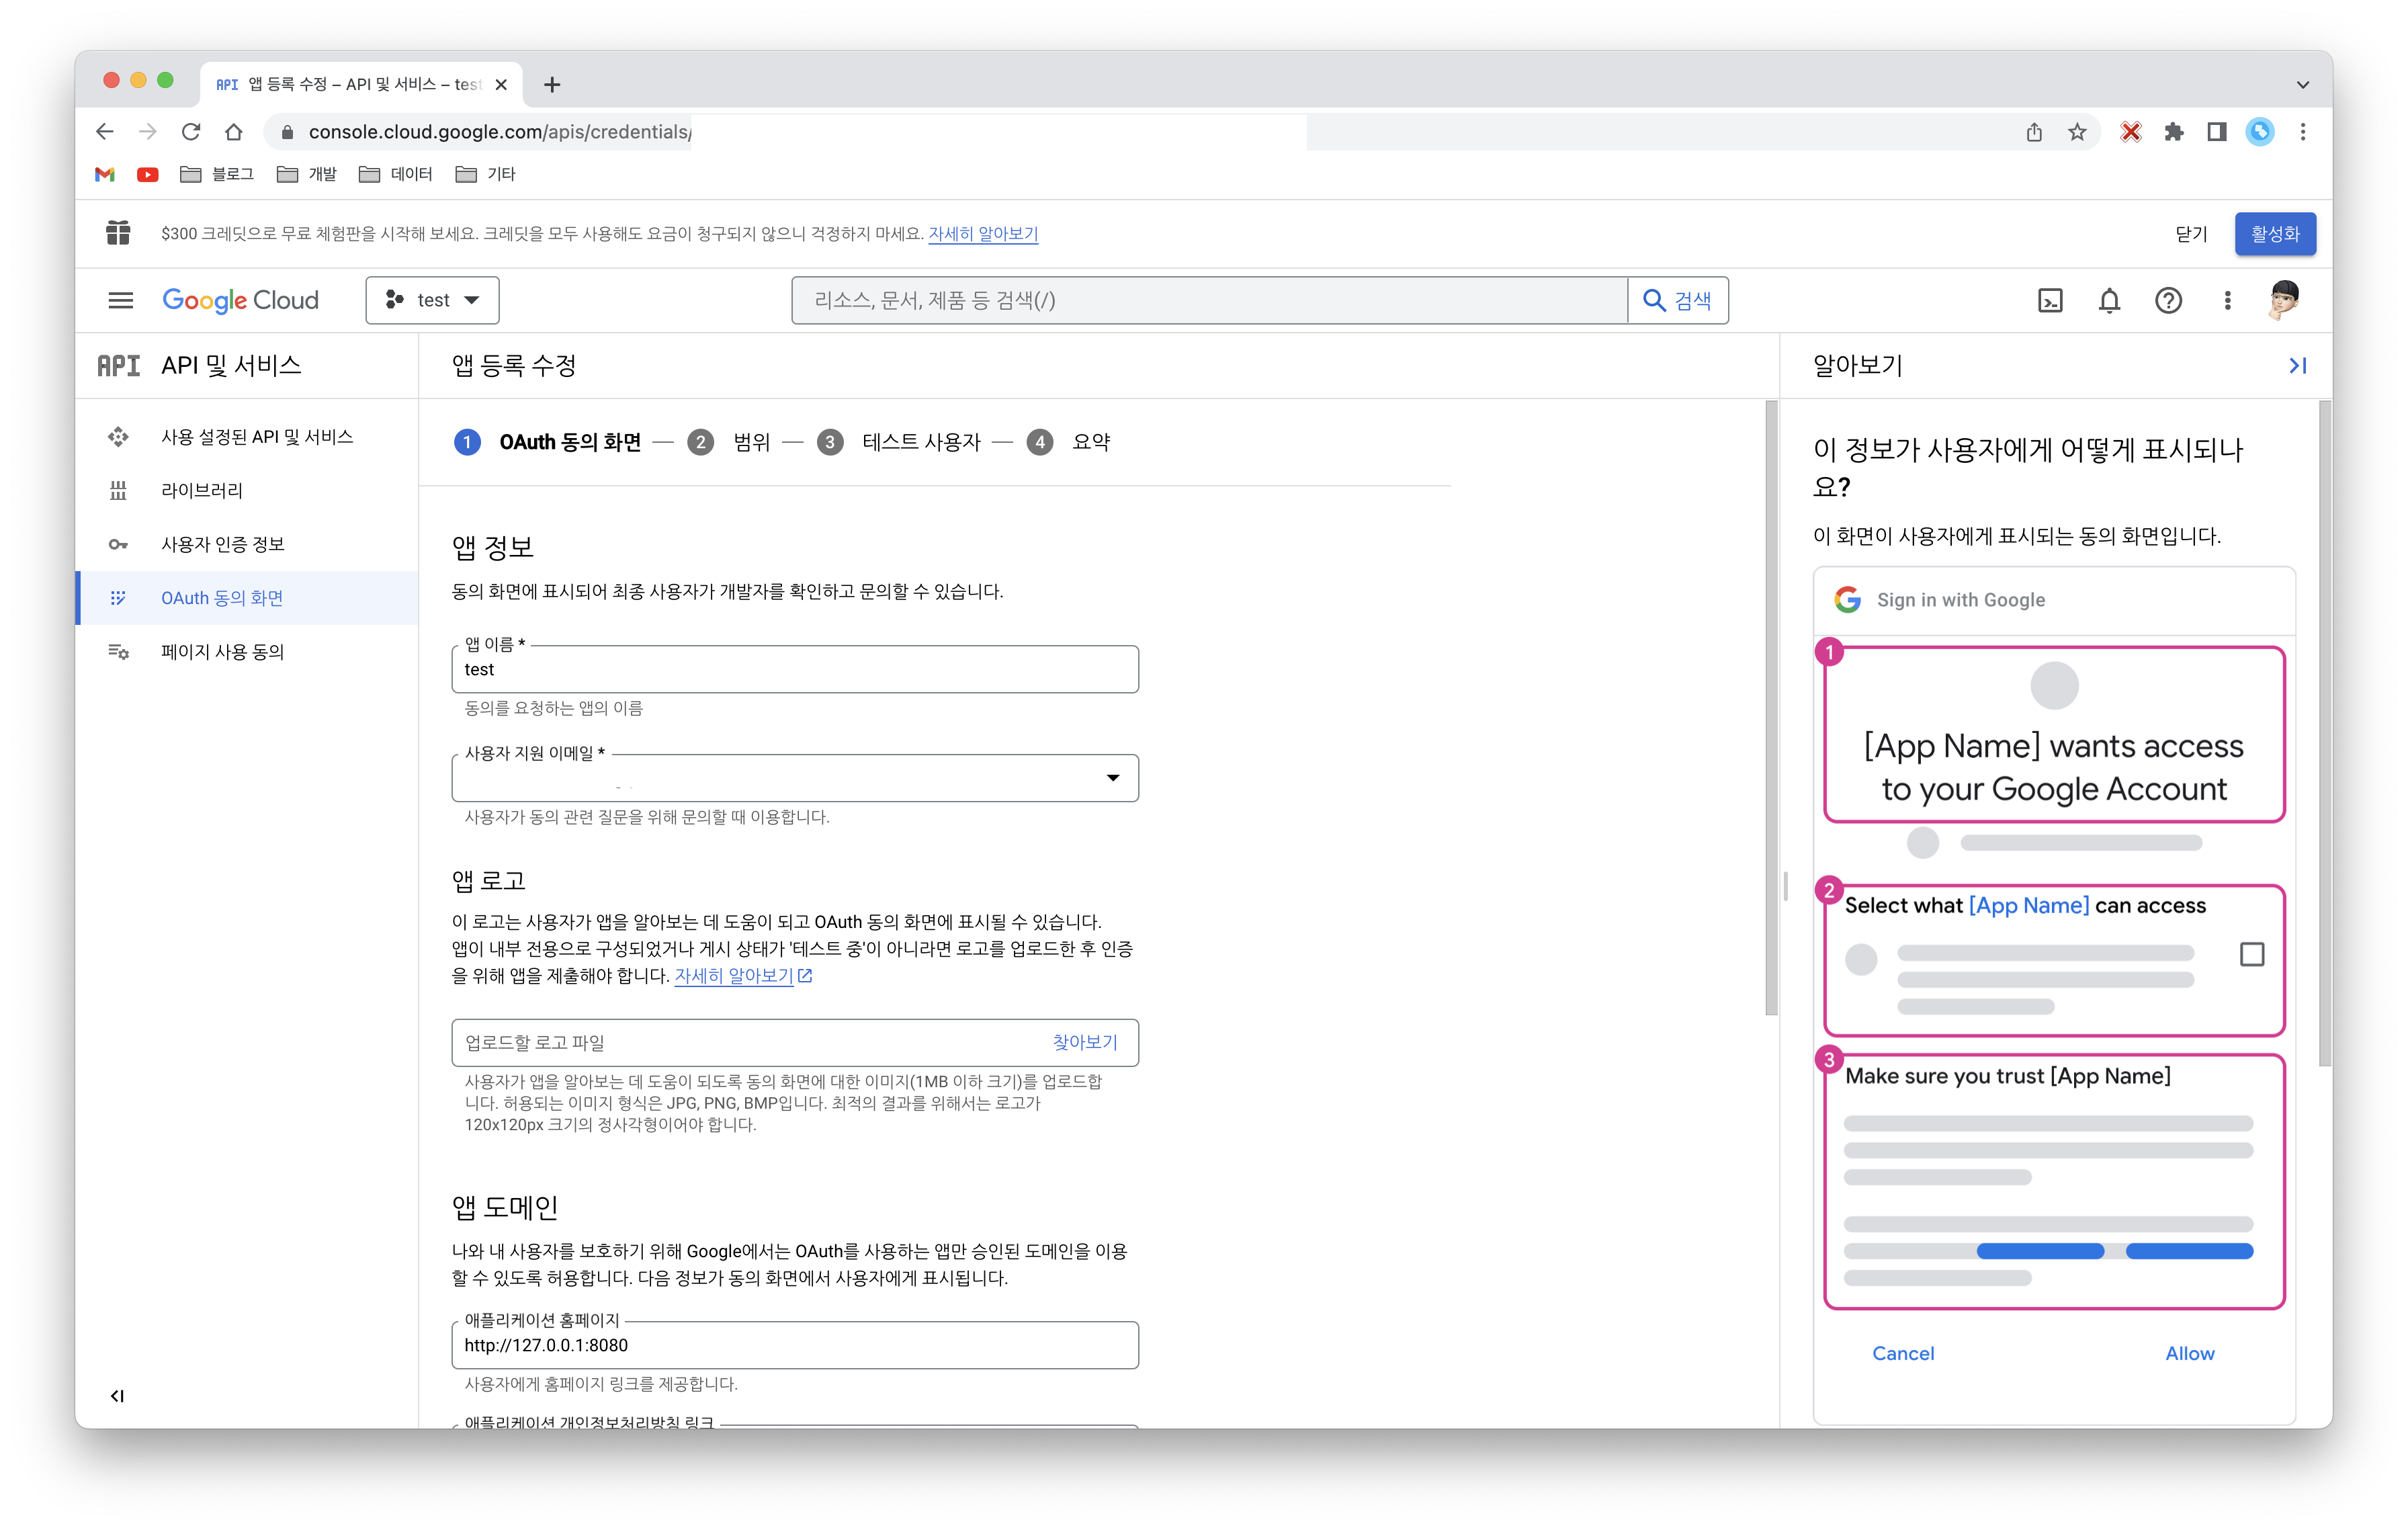 API 앱 등록 수정 – API 및 서비스 – test
console.cloud.google.com/apis/credentials/
블로그 개발 데이터 기타
$300 크레딧으로 무료 체험판을 시작해 보세요. 크레딧을 모두 사용해도 요금이 청구되지 않으니 걱정하지 마세요. 자세히 알아보기
닫기 활성화
Google Cloud test 리소스, 문서, 제품 등 검색(/) 검색
API API 및 서비스
사용 설정된 API 및 서비스
라이브러리
사용자 인증 정보
OAuth 동의 화면
페이지 사용 동의
앱 등록 수정
1 OAuth 동의 화면 — 2 범위 — 3 테스트 사용자 — 4 요약
앱 정보
동의 화면에 표시되어 최종 사용자가 개발자를 확인하고 문의할 수 있습니다.
앱 이름 *
test
동의를 요청하는 앱의 이름
사용자 지원 이메일 *
사용자가 동의 관련 질문을 위해 문의할 때 이용합니다.
앱 로고
이 로고는 사용자가 앱을 알아보는 데 도움이 되고 OAuth 동의 화면에 표시될 수 있습니다.
앱이 내부 전용으로 구성되었거나 게시 상태가 '테스트 중'이 아니라면 로고를 업로드한 후 인증
을 위해 앱을 제출해야 합니다. 자세히 알아보기
업로드할 로고 파일 찾아보기
사용자가 앱을 알아보는 데 도움이 되도록 동의 화면에 대한 이미지(1MB 이하 크기)를 업로드합
니다. 허용되는 이미지 형식은 JPG, PNG, BMP입니다. 최적의 결과를 위해서는 로고가
120x120px 크기의 정사각형이어야 합니다.
앱 도메인
나와 내 사용자를 보호하기 위해 Google에서는 OAuth를 사용하는 앱만 승인된 도메인을 이용
할 수 있도록 허용합니다. 다음 정보가 동의 화면에서 사용자에게 표시됩니다.
애플리케이션 홈페이지
http://127.0.0.1:8080
사용자에게 홈페이지 링크를 제공합니다.
애플리케이션 개인정보처리방침 링크
알아보기
이 정보가 사용자에게 어떻게 표시되나
요?
이 화면이 사용자에게 표시되는 동의 화면입니다.
Sign in with Google
1
[App Name] wants access
to your Google Account
2
Select what [App Name] can access
3
Make sure you trust [App Name]
Cancel Allow